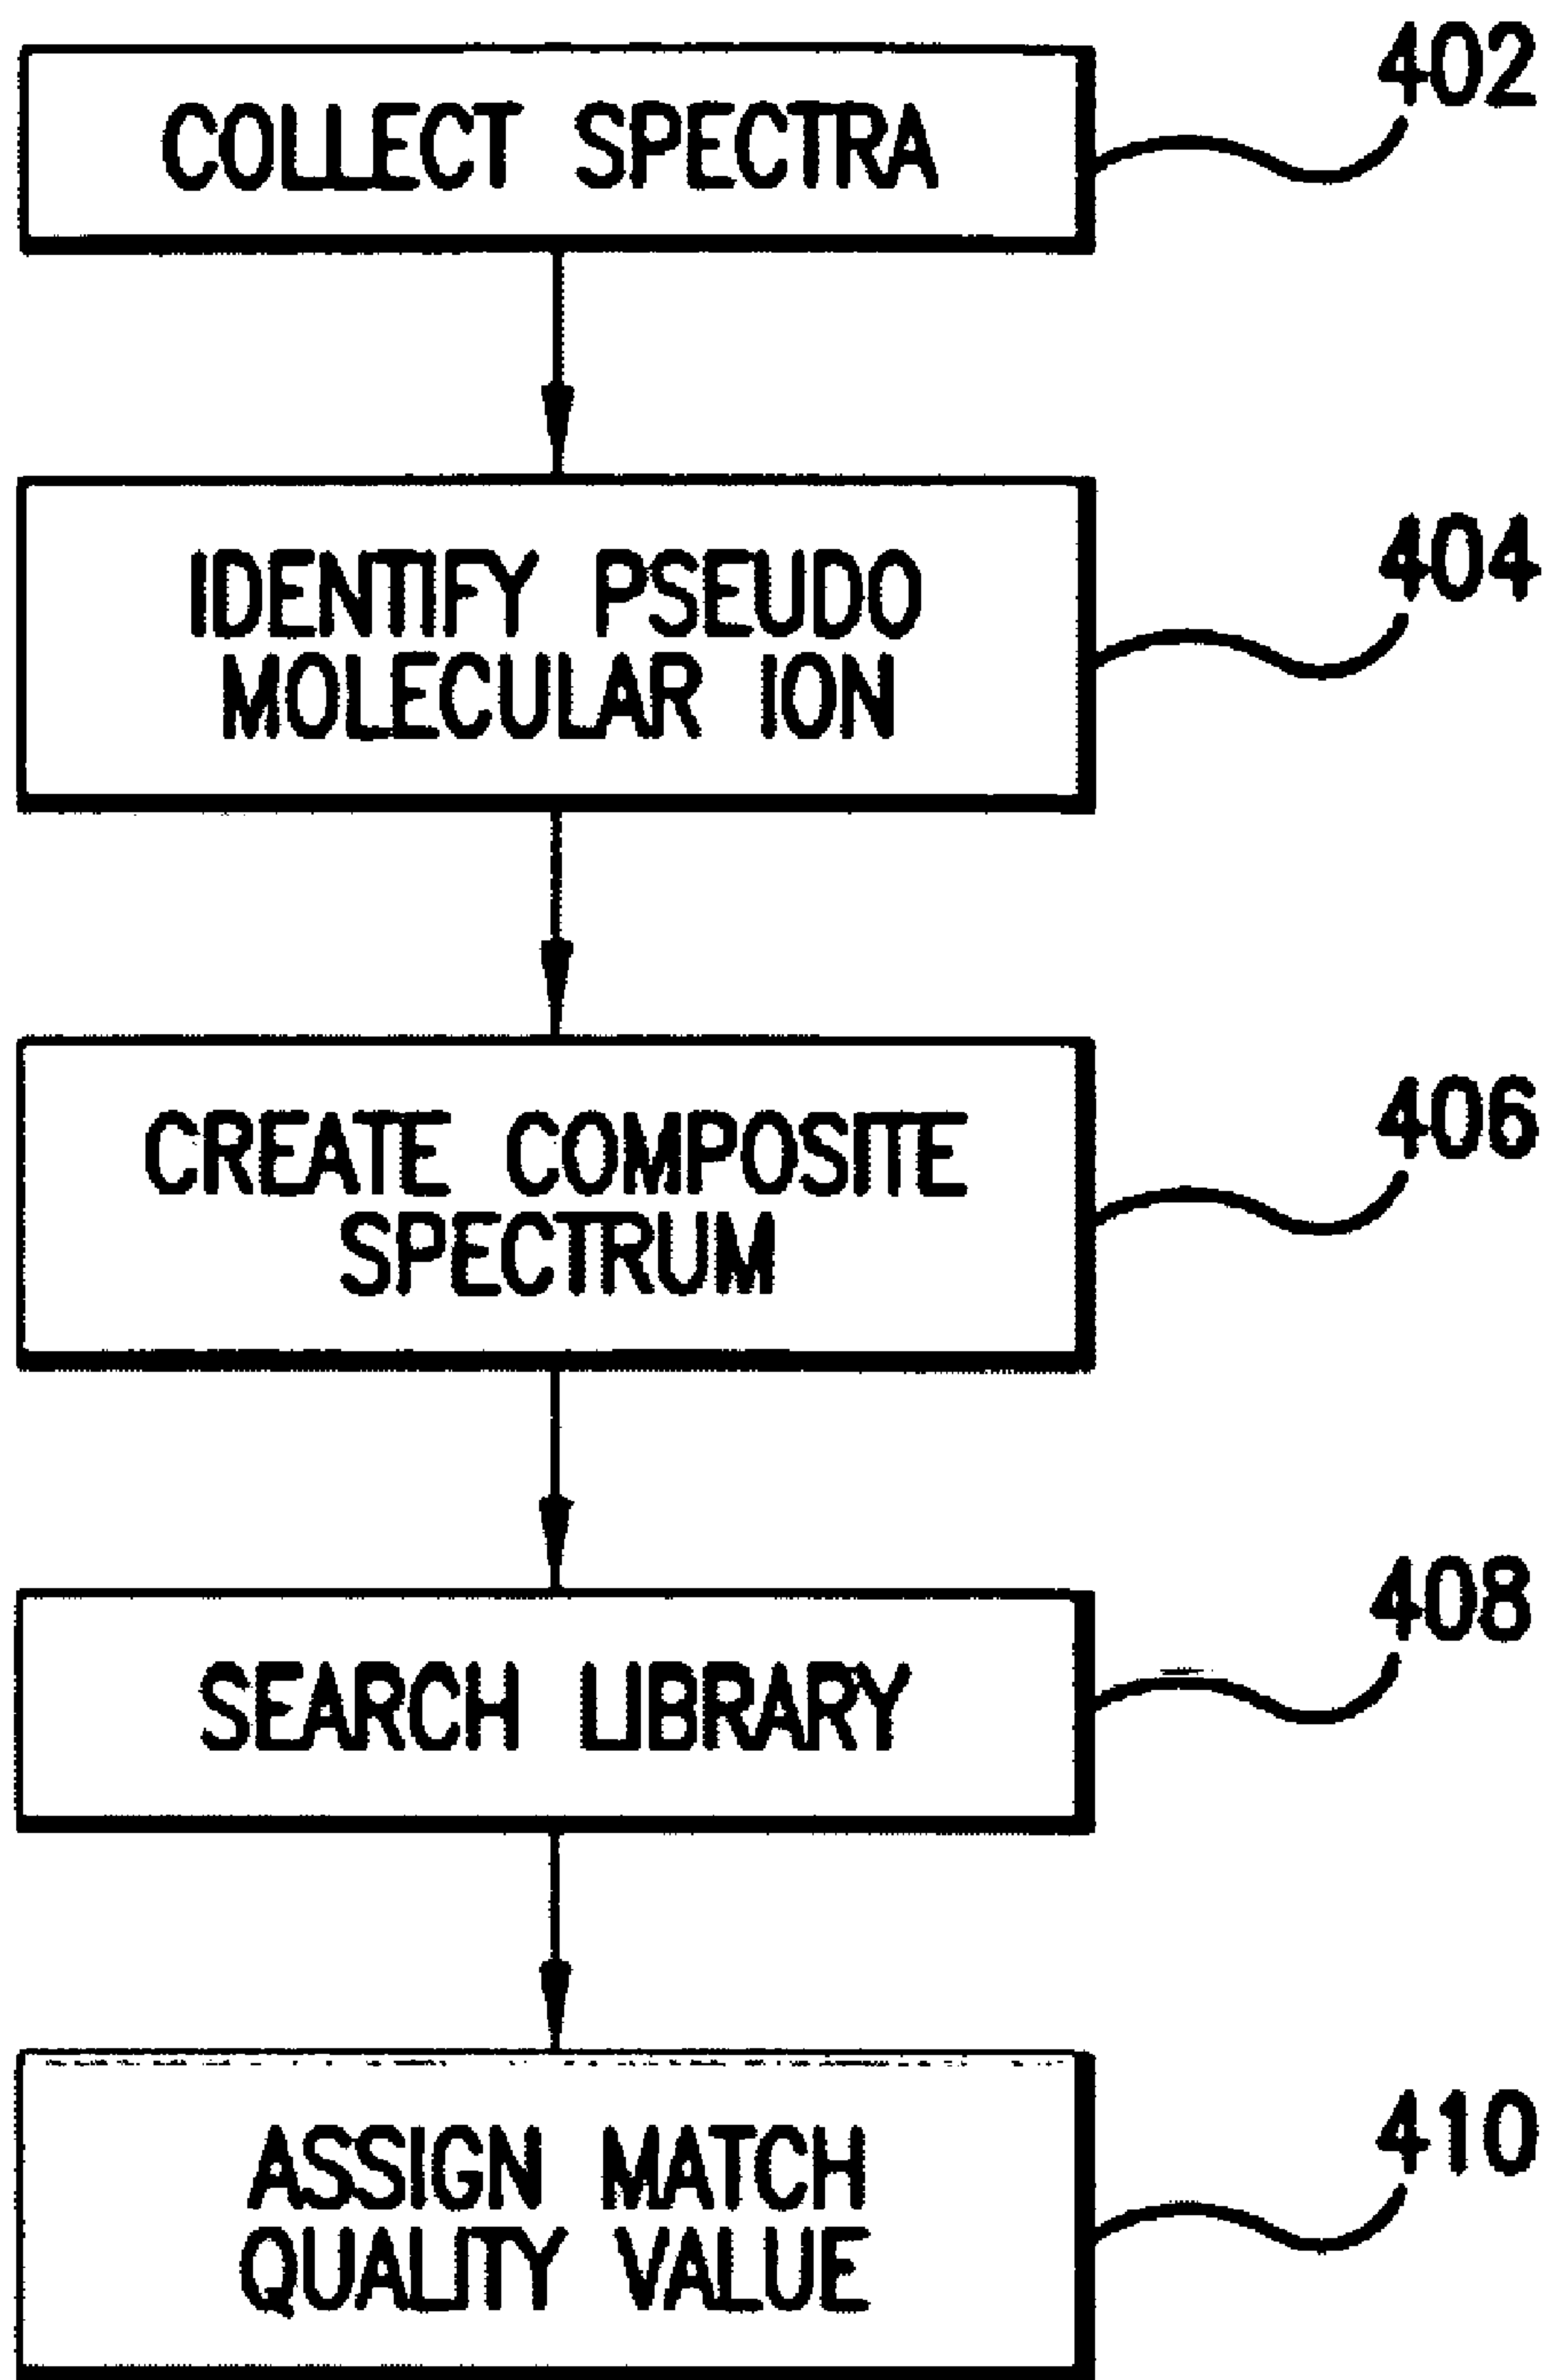 402
COLLECT SPECTRA
404
IDENTIFY PSEUDO
MOLECULAR ION
406
CREATE COMPOSITE
SPECTRUM
408
SEARCH LIBRARY
410
ASSIGN MATCH
QUALITY VALUE